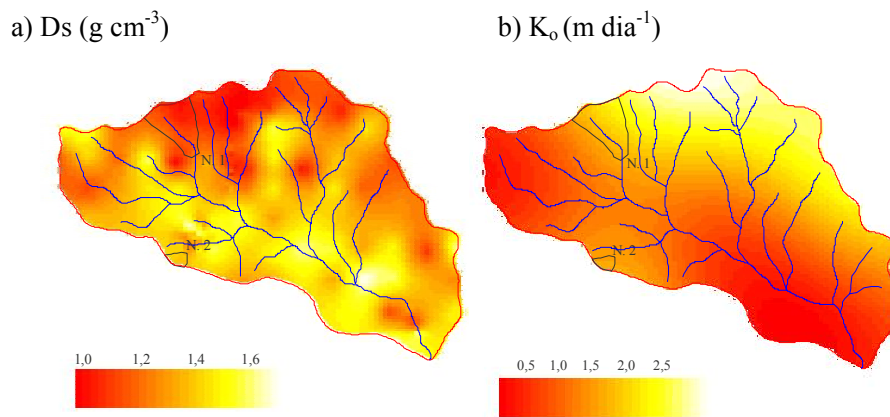 a) Ds (g cm⁻³)
b) Kₒ (m dia⁻¹)
N. 1
N. 2
1,0 1,2 1,4 1,6
N. 1
N. 2
0,5 1,0 1,5 2,0 2,5